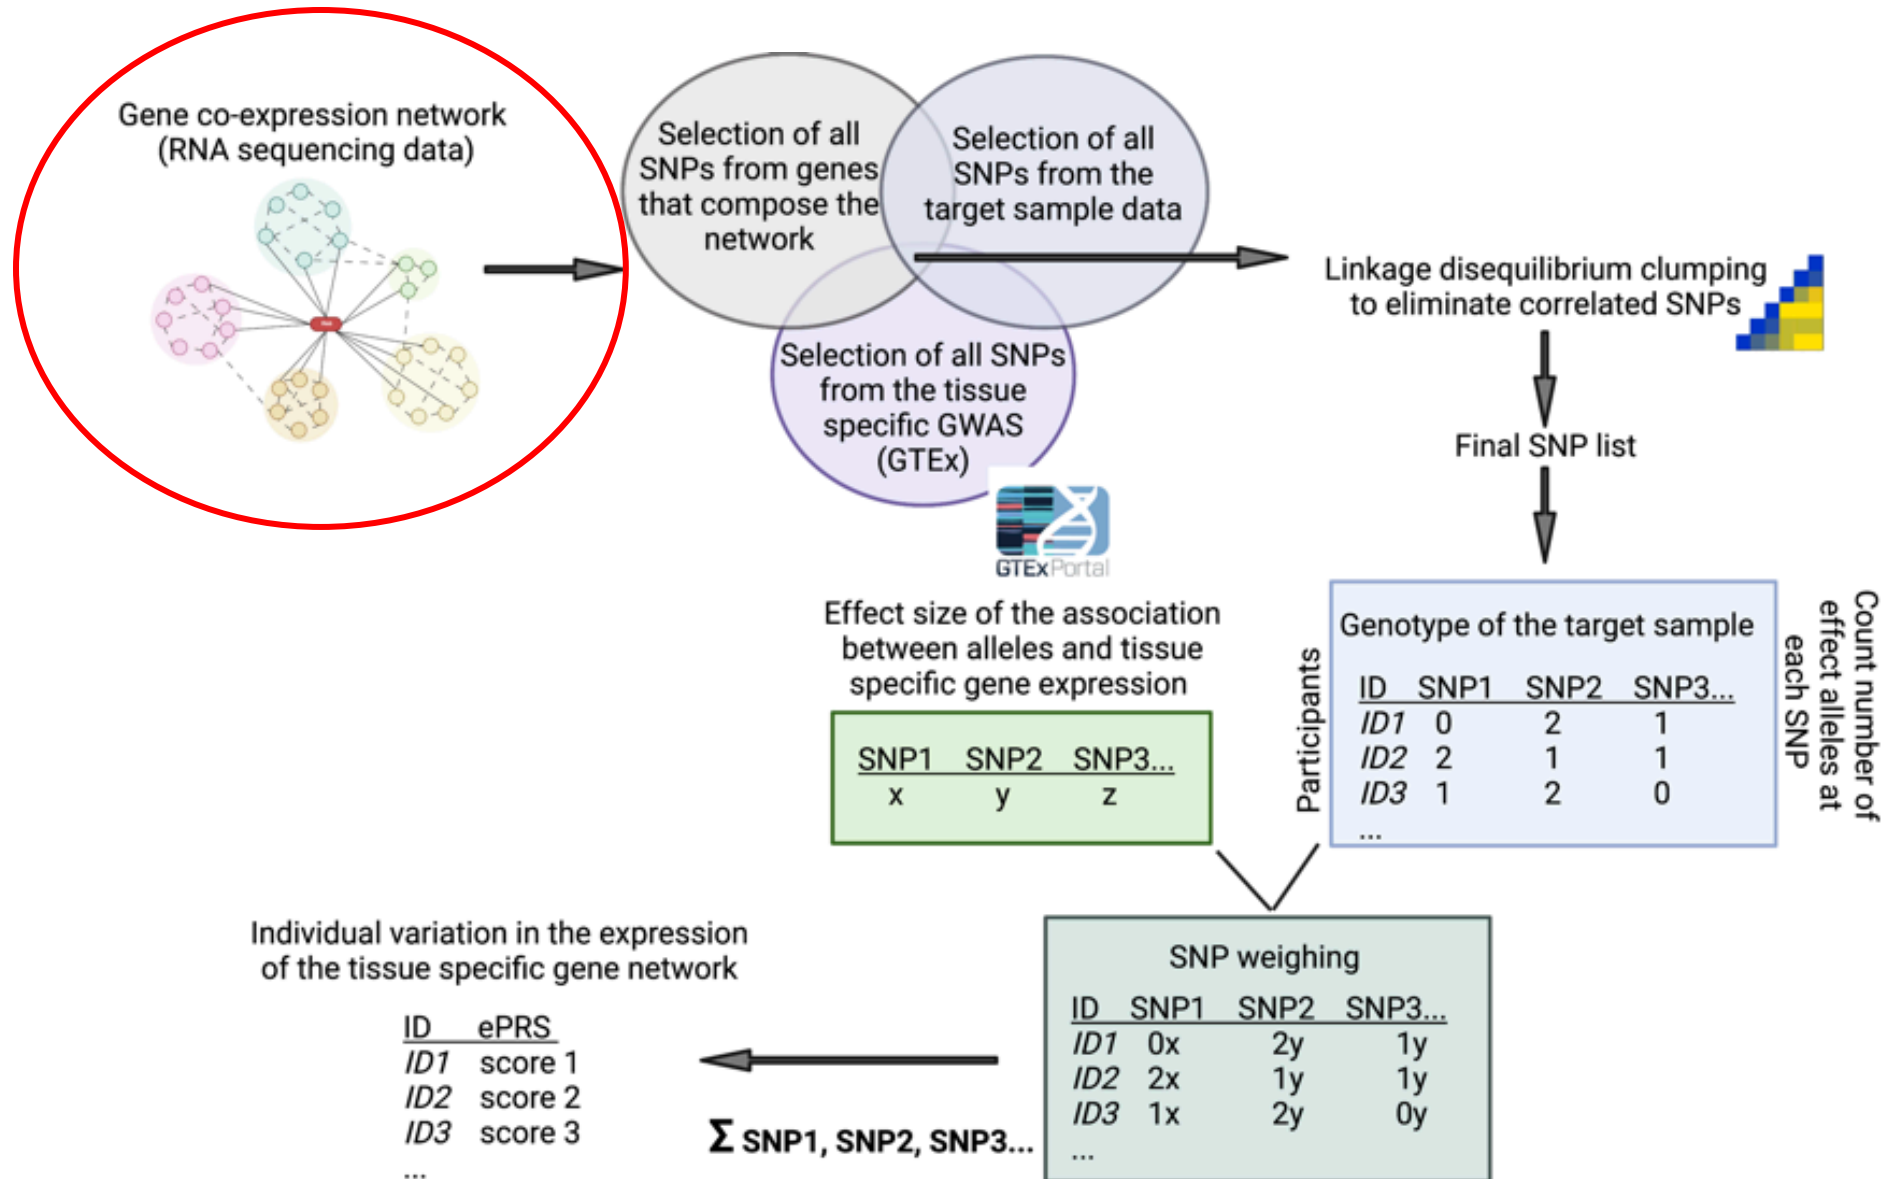 Gene co-expression network
(RNA sequencing data)
Selection of all
SNPs from genes
that compose the
network
Selection of all
SNPs from the
target sample data
Selection of all SNPs
from the tissue
specific GWAS
(GTEx)
GTEx Portal
Linkage disequilibrium clumping
to eliminate correlated SNPs
Final SNP list
Effect size of the association
between alleles and tissue
specific gene expression
SNP1 SNP2 SNP3...
x y z
Participants
Genotype of the target sample
ID SNP1 SNP2 SNP3...
ID1 0 2 1
ID2 2 1 1
ID3 1 2 0
...
Count number of
effect alleles at
each SNP
SNP weighing
ID SNP1 SNP2 SNP3...
ID1 0x 2y 1y
ID2 2x 1y 1y
ID3 1x 2y 0y
...
Σ SNP1, SNP2, SNP3...
Individual variation in the expression
of the tissue specific gene network
ID ePRS
ID1 score 1
ID2 score 2
ID3 score 3
...